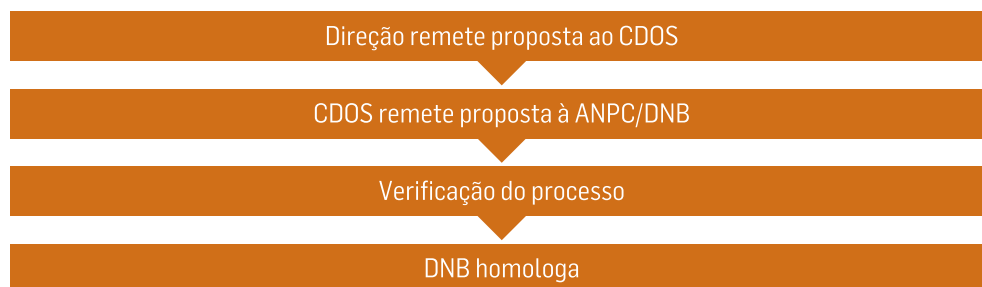 Direção remete proposta ao CDOS
CDOS remete proposta à ANPC/DNB
Verificação do processo
DNB homologa